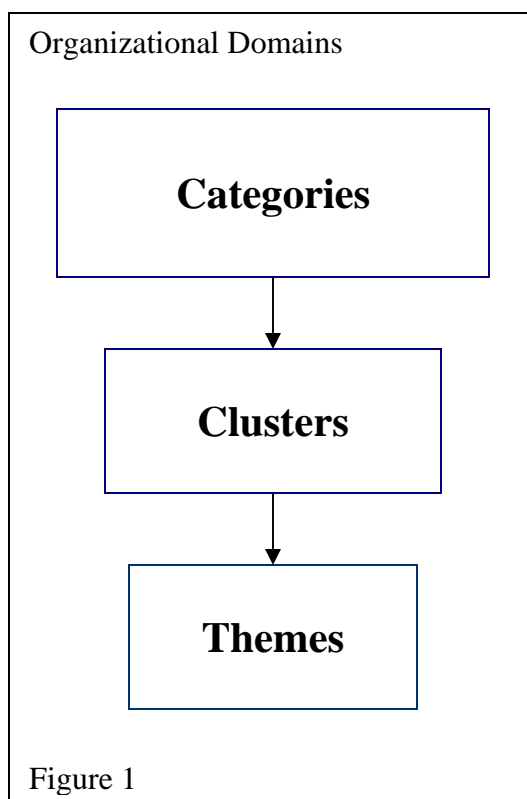 Organizational Domains
Categories
Clusters
Themes
Figure 1